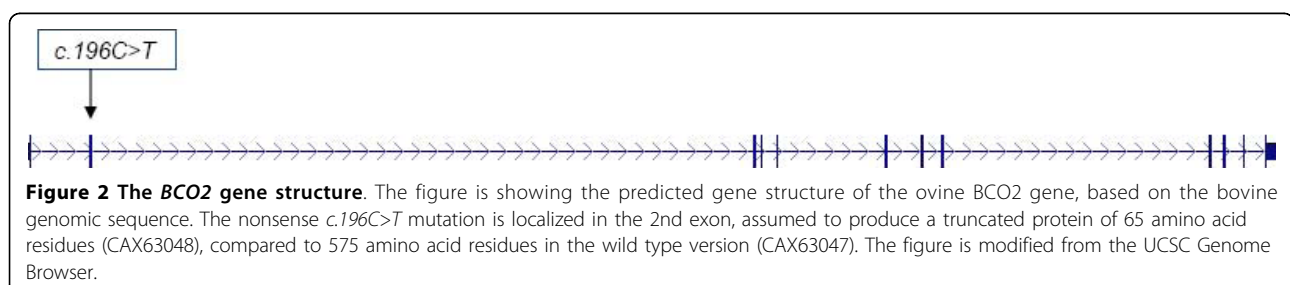 c.196C>T
Figure 2 The BCO2 gene structure. The figure is showing the predicted gene structure of the ovine BCO2 gene, based on the bovine
genomic sequence. The nonsense c.196C>T mutation is localized in the 2nd exon, assumed to produce a truncated protein of 65 amino acid
residues (CAX63048), compared to 575 amino acid residues in the wild type version (CAX63047). The figure is modified from the UCSC Genome
Browser.